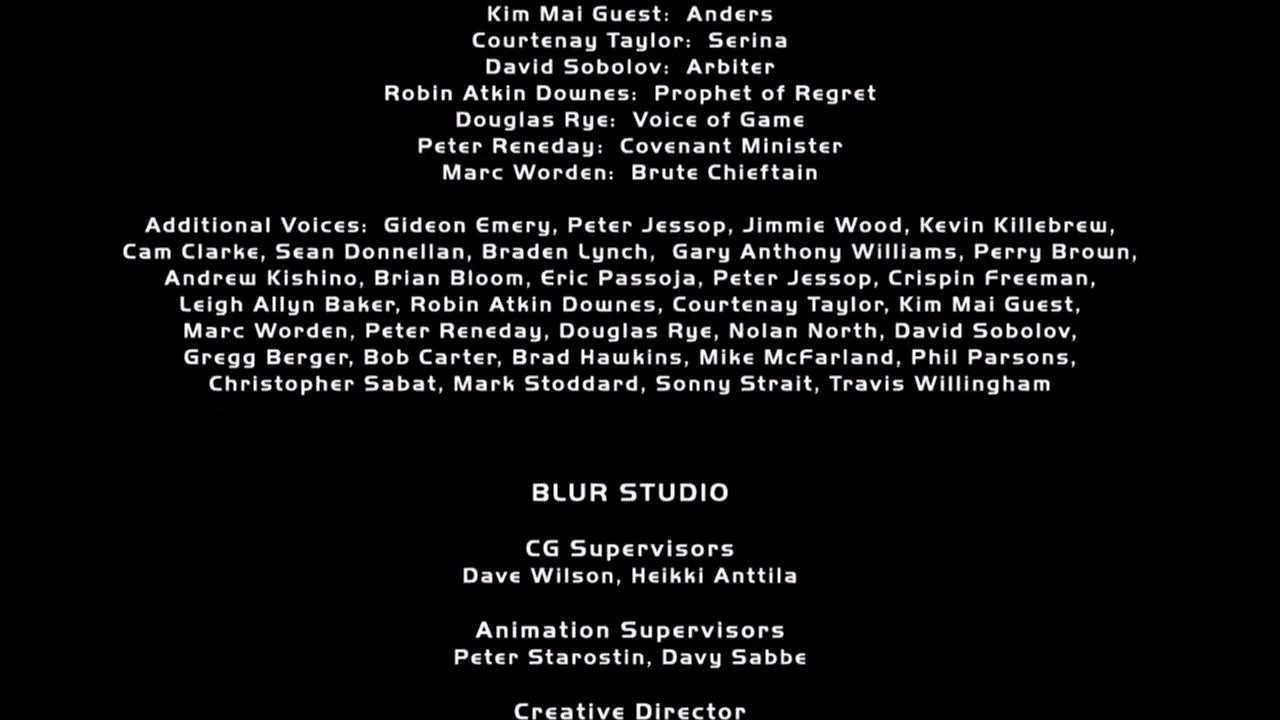 Kim Mai Guest:  Anders
Courtenay Taylor:  Serina
David Sobolov:  Arbiter
Robin Atkin Downes:  Prophet of Regret
Douglas Rye:  Voice of Game
Peter Reneday:  Covenant Minister
Marc Worden:  Brute Chieftain
Additional Voices:  Gideon Emery, Peter Jessop, Jimmie Wood, Kevin Killebrew,
Cam Clarke, Sean Donnellan, Braden Lynch,  Gary Anthony Williams, Perry Brown,
Andrew Kishino, Brian Bloom, Eric Passoja, Peter Jessop, Crispin Freeman,
Leigh Allyn Baker, Robin Atkin Downes, Courtenay Taylor, Kim Mai Guest,
Marc Worden, Peter Reneday, Douglas Rye, Nolan North, David Sobolov,
Gregg Berger, Bob Carter, Brad Hawkins, Mike McFarland, Phil Parsons,
Christopher Sabat, Mark Stoddard, Sonny Strait, Travis Willingham
BLUR STUDIO
CG Supervisors
Dave Wilson, Heikki Anttila
Animation Supervisors
Peter Starostin, Davy Sabbe
Creative Director